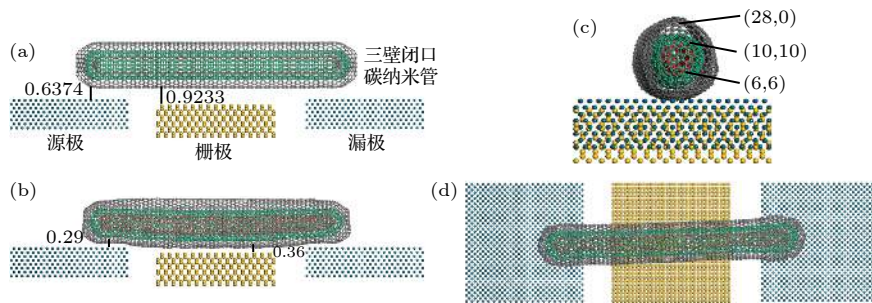 (a)
三壁闭口
碳纳米管
0.6374
0.9233
源极
栅极
漏极
(b)
0.29
0.36
(c)
(28,0)
(10,10)
(6,6)
(d)